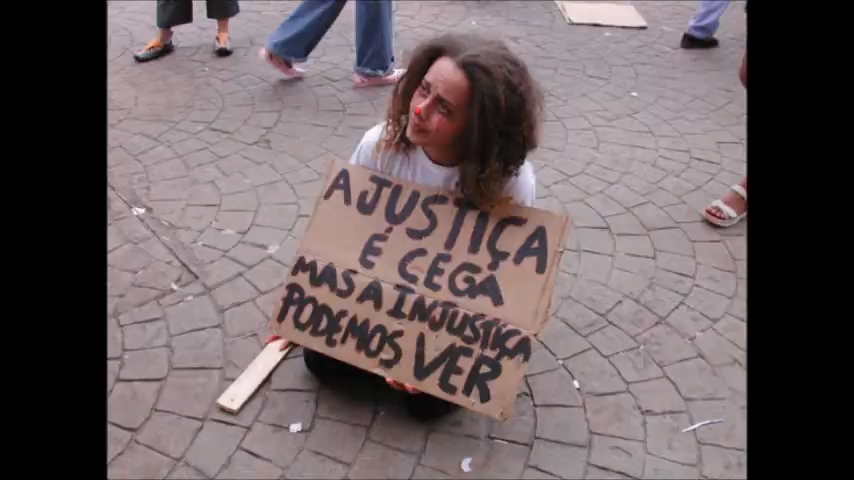 A JUSTIÇA
É CEGA
MAS A INJUSTIÇA
PODEMOS VER